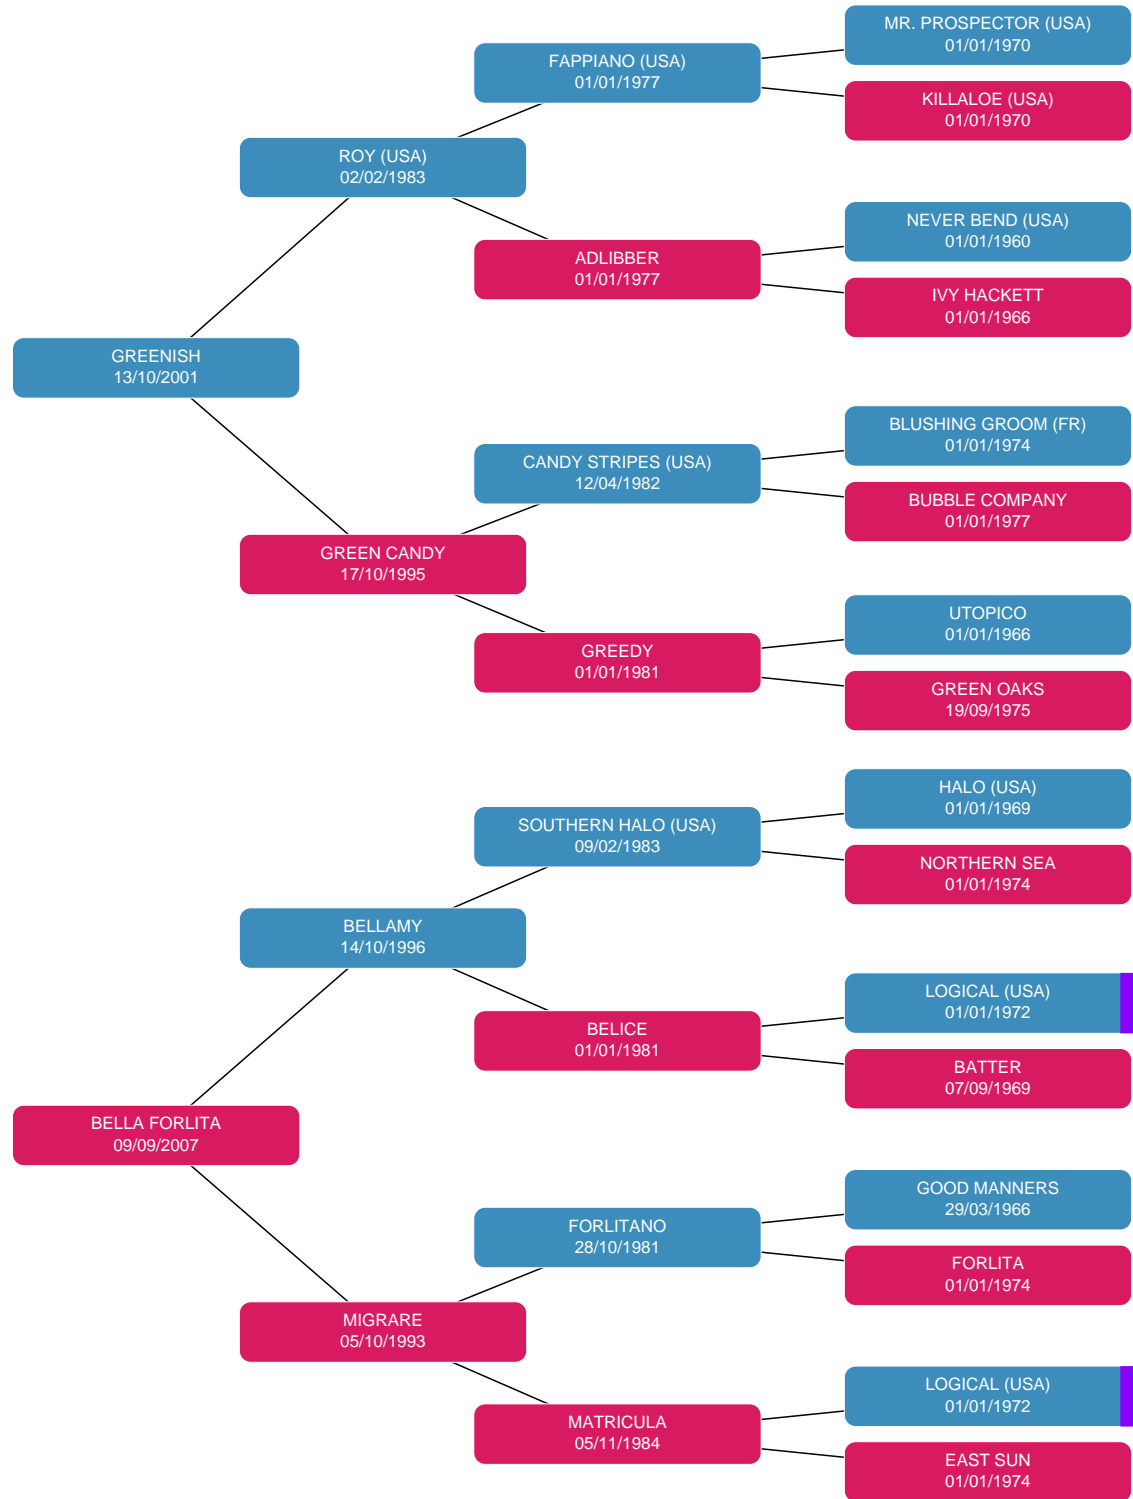 MR. PROSPECTOR (USA)
01/01/1970
FAPPIANO (USA)
01/01/1977
KILLALOE (USA)
01/01/1970
ROY (USA)
02/02/1983
NEVER BEND (USA)
01/01/1960
ADLIBBER
01/01/1977
IVY HACKETT
01/01/1966
GREENISH
13/10/2001
BLUSHING GROOM (FR)
01/01/1974
CANDY STRIPES (USA)
12/04/1982
BUBBLE COMPANY
01/01/1977
GREEN CANDY
17/10/1995
UTOPICO
01/01/1966
GREEDY
01/01/1981
GREEN OAKS
19/09/1975
HALO (USA)
01/01/1969
SOUTHERN HALO (USA)
09/02/1983
NORTHERN SEA
01/01/1974
BELLAMY
14/10/1996
LOGICAL (USA)
01/01/1972
BELICE
01/01/1981
BATTER
07/09/1969
BELLA FORLITA
09/09/2007
GOOD MANNERS
29/03/1966
FORLITANO
28/10/1981
FORLITA
01/01/1974
MIGRARE
05/10/1993
LOGICAL (USA)
01/01/1972
MATRICULA
05/11/1984
EAST SUN
01/01/1974